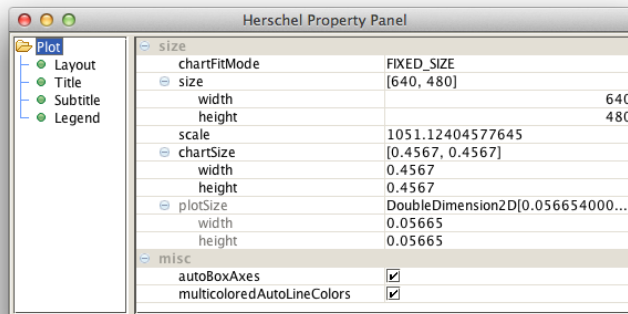 Herschel Property Panel
Plot
Layout
Title
Subtitle
Legend
size
chartFitMode FIXED_SIZE
size [640, 480]
width 640
height 480
scale 1051.12404577645
chartSize [0.4567, 0.4567]
width 0.4567
height 0.4567
plotSize DoubleDimension2D[0.056654000...
width 0.05665
height 0.05665
misc
autoBoxAxes
multicoloredAutoLineColors